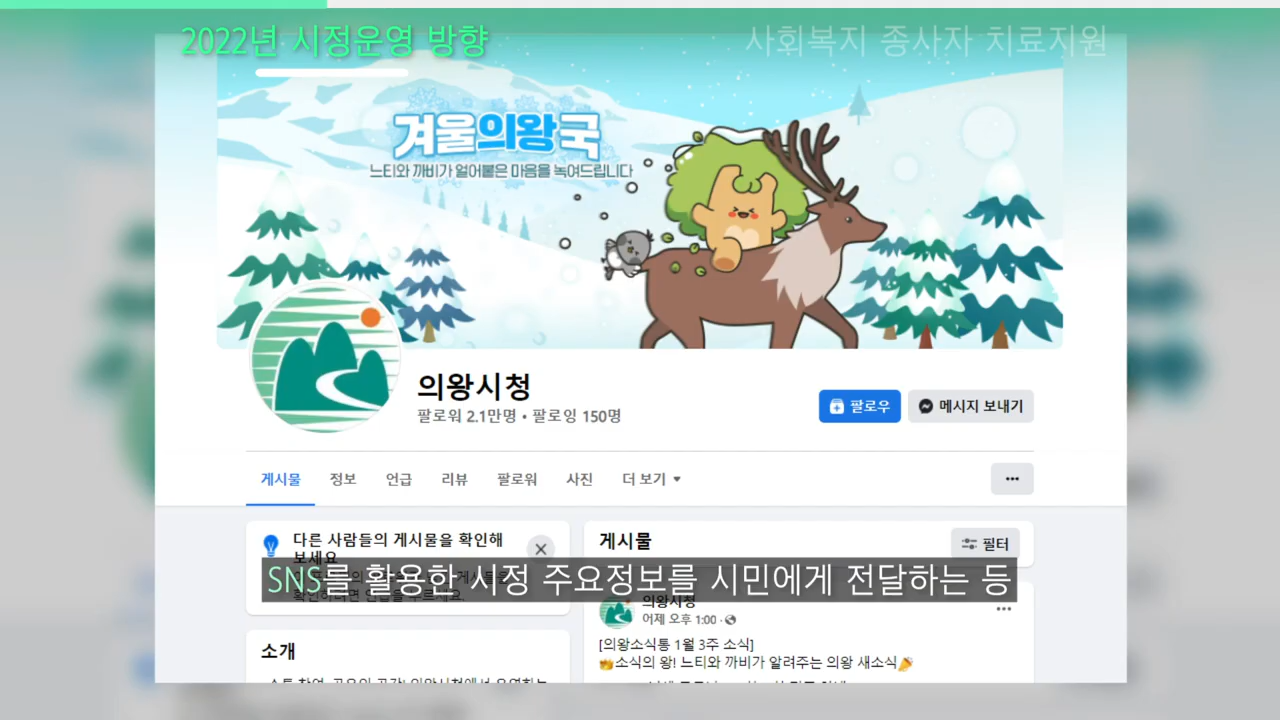 2022년 시정운영 방향
사회복지 종사자 치료지원
겨울의왕국
느티와 까비가 얼어붙은 마음을 녹여드립니다
의왕시청
팔로워 2.1만명 • 팔로잉 150명
팔로우
메시지 보내기
게시물 정보 언급 리뷰 팔로워 사진 더 보기
다른 사람들의 게시물을 확인해
보세요
SNS를 활용한 시정 주요정보를 시민에게 전달하는 등
소개
게시물
필터
의왕시청
어제 오후 1:00
[의왕소식통 1월 3주 소식]
소식의 왕! 느티와 까비가 알려주는 의왕 새소식